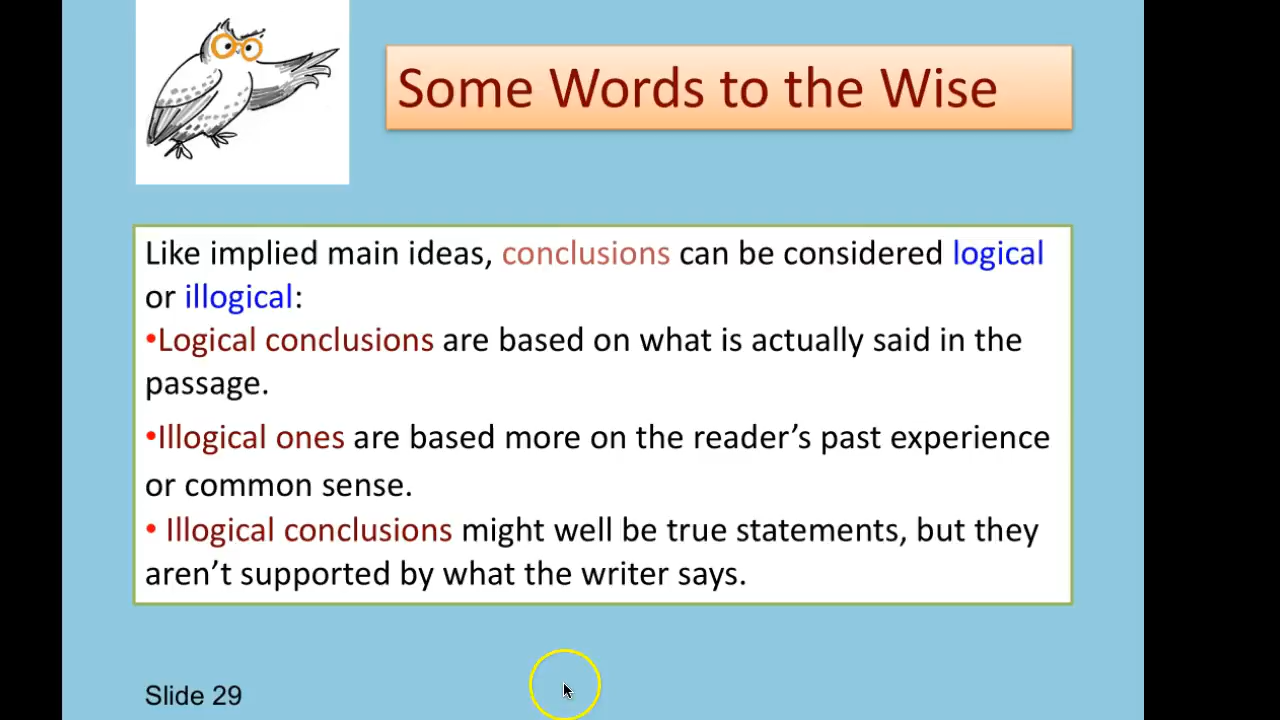 Some Words to the Wise
Like implied main ideas, conclusions can be considered logical
or illogical:
•Logical conclusions are based on what is actually said in the
passage.
•Illogical ones are based more on the reader’s past experience
or common sense.
• Illogical conclusions might well be true statements, but they
aren’t supported by what the writer says.
Slide 29